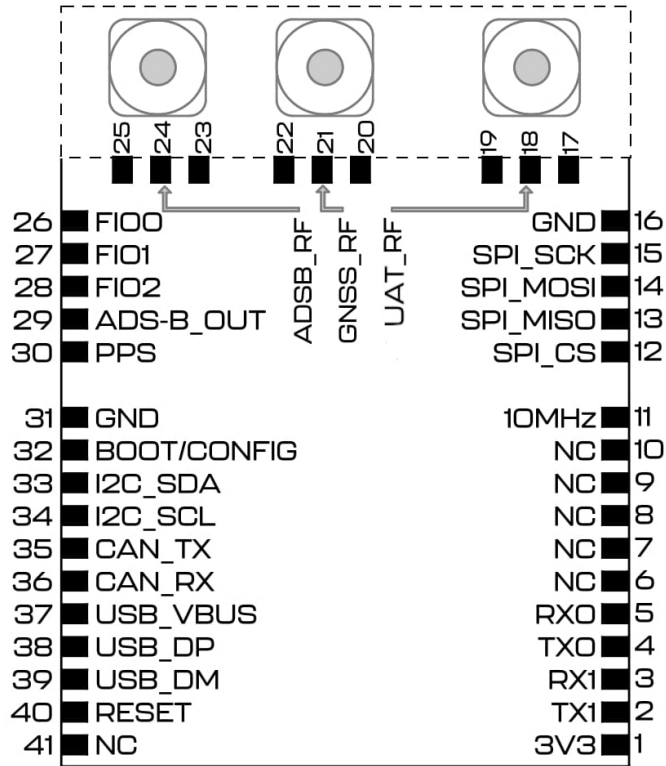 25 24 23 22 21 20 19 18 17
26 FIO0 GND 16
27 FIO1 SPI_SCK 15
28 FIO2 SPI_MOSI 14
29 ADS-B_OUT SPI_MISO 13
30 PPS SPI_CS 12
ADSB_RF
GNSS_RF
UAT_RF
31 GND 10MHz 11
32 BOOT/CONFIG NC 10
33 I2C_SDA NC 9
34 I2C_SCL NC 8
35 CAN_TX NC 7
36 CAN_RX NC 6
37 USB_VBUS RX0 5
38 USB_DP TX0 4
39 USB_DM RX1 3
40 RESET TX1 2
41 NC 3V3 1